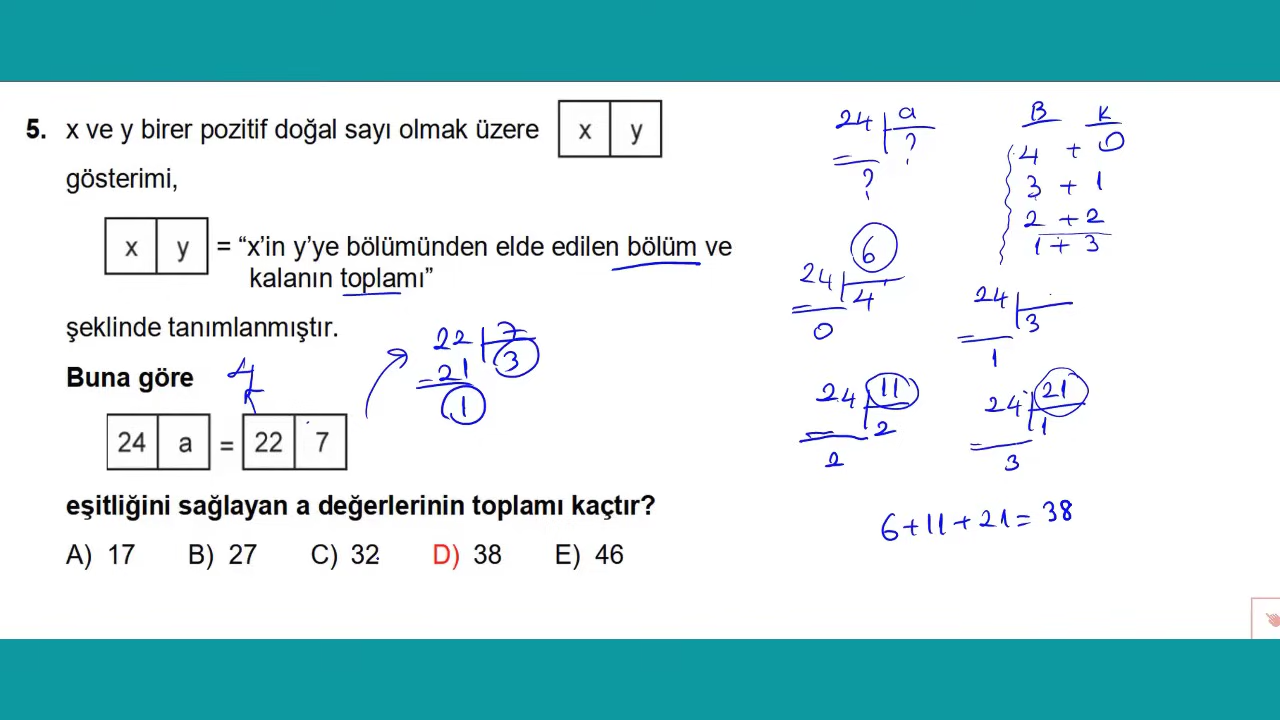 5. x ve y birer pozitif doğal sayı olmak üzere x y
gösterimi,
x y = “x’in y’ye bölümünden elde edilen bölüm ve
kalanın toplamı”
şeklinde tanımlanmıştır.
Buna göre
4
24 a = 22 7
eşitliğini sağlayan a değerlerinin toplamı kaçtır?
A) 17 B) 27 C) 32 D) 38 E) 46
22 7
- 21 3
1
24 a
?
?
B K
4 + 0
3 + 1
2 + 2
1 + 3
24 6
4
0
24
3
1
24 11
2
2
24 21
1
3
6+11+21=38